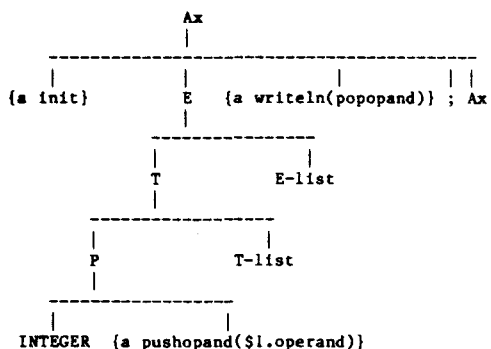 Ax
{a init} E {a writeln(popopand)} ; Ax
T E-list
P T-list
INTEGER {a pushopand($1.operand)}